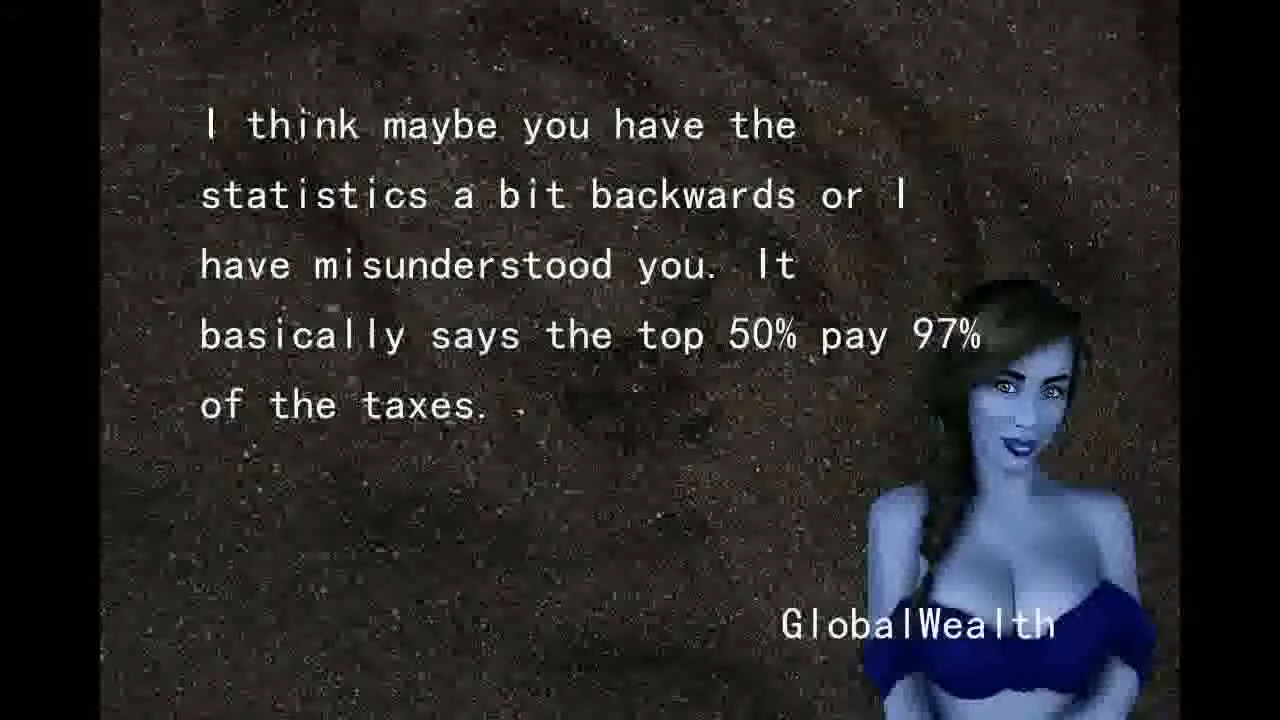 I think maybe you have the
statistics a bit backwards or I
have misunderstood you. It
basically says the top 50% pay 97%
of the taxes.
GlobalWealth